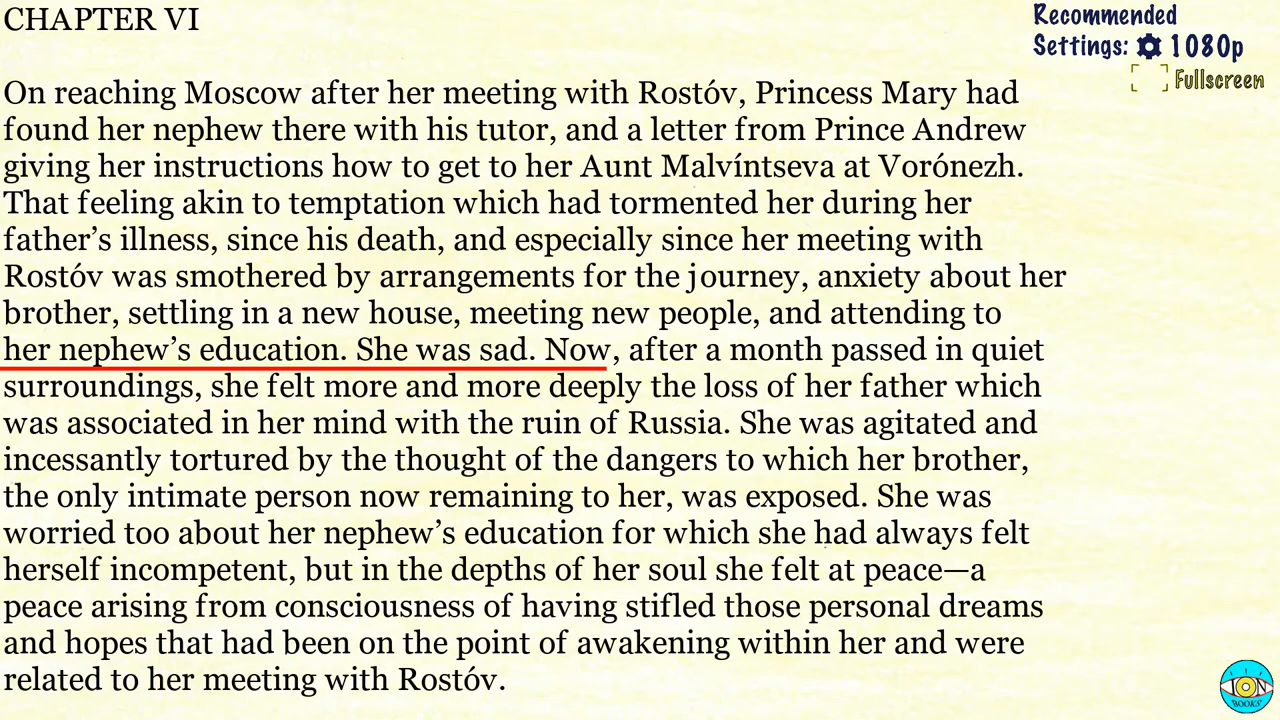 CHAPTER VI
Recommended
Settings: 1080p
Fullscreen
On reaching Moscow after her meeting with Rostóv, Princess Mary had
found her nephew there with his tutor, and a letter from Prince Andrew
giving her instructions how to get to her Aunt Malvíntseva at Vorónezh.
That feeling akin to temptation which had tormented her during her
father’s illness, since his death, and especially since her meeting with
Rostóv was smothered by arrangements for the journey, anxiety about her
brother, settling in a new house, meeting new people, and attending to
her nephew’s education. She was sad. Now, after a month passed in quiet
surroundings, she felt more and more deeply the loss of her father which
was associated in her mind with the ruin of Russia. She was agitated and
incessantly tortured by the thought of the dangers to which her brother,
the only intimate person now remaining to her, was exposed. She was
worried too about her nephew’s education for which she had always felt
herself incompetent, but in the depths of her soul she felt at peace—a
peace arising from consciousness of having stifled those personal dreams
and hopes that had been on the point of awakening within her and were
related to her meeting with Rostóv.
ION
BOOKS